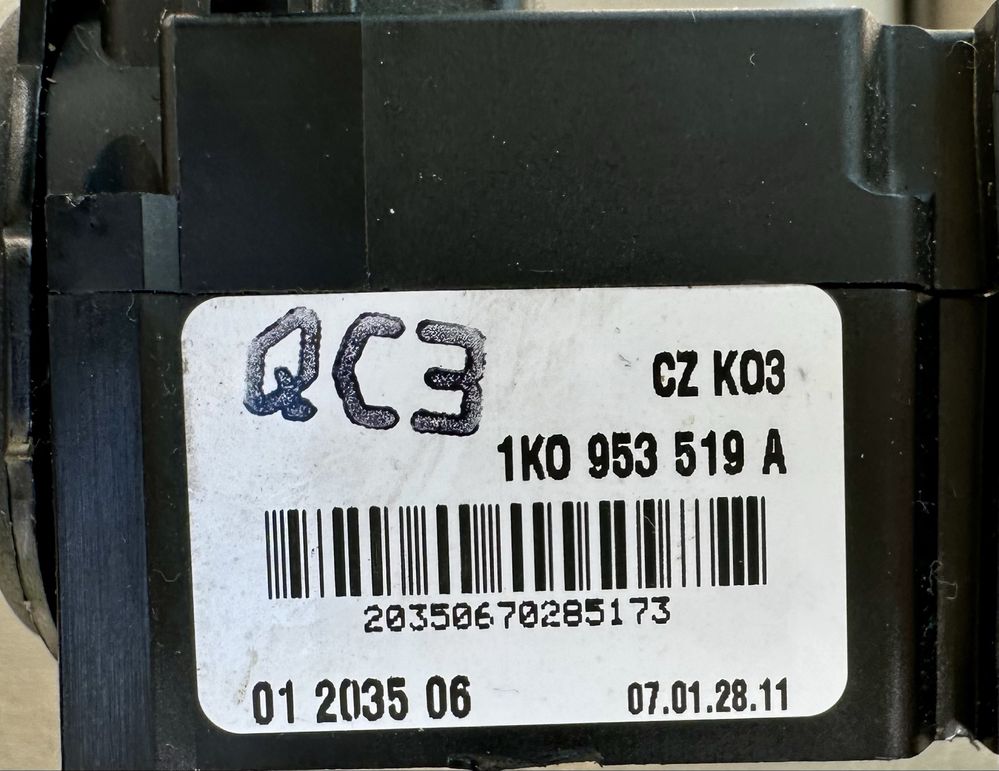 QC3
CZ K03
1K0 953 519 A
20350670285173
01 2035 06
07.01.28.11